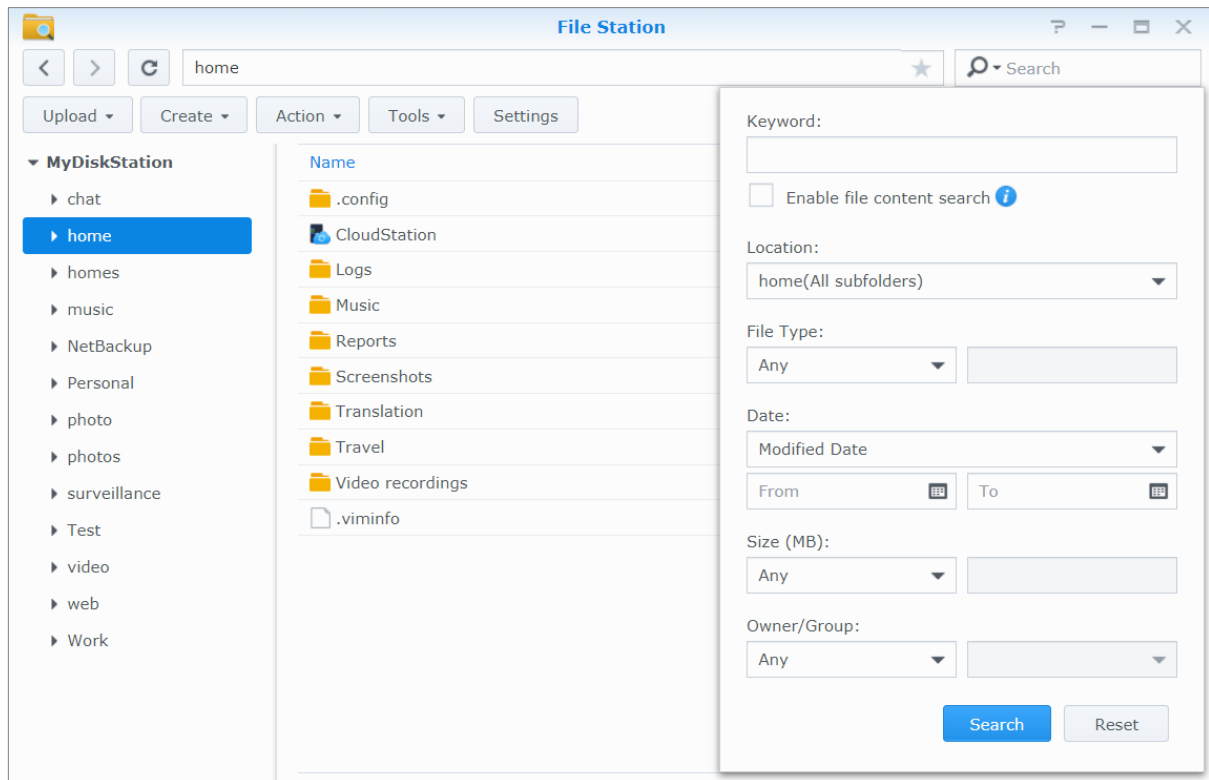 File Station
home
Search
Upload Create Action Tools Settings
MyDiskStation
chat
home
homes
music
NetBackup
Personal
photo
photos
surveillance
Test
video
web
Work
Name
.config
CloudStation
Logs
Music
Reports
Screenshots
Translation
Travel
Video recordings
.viminfo
Keyword:
Enable file content search
Location:
home(All subfolders)
File Type:
Any
Date:
Modified Date
From To
Size (MB):
Any
Owner/Group:
Any
Search Reset